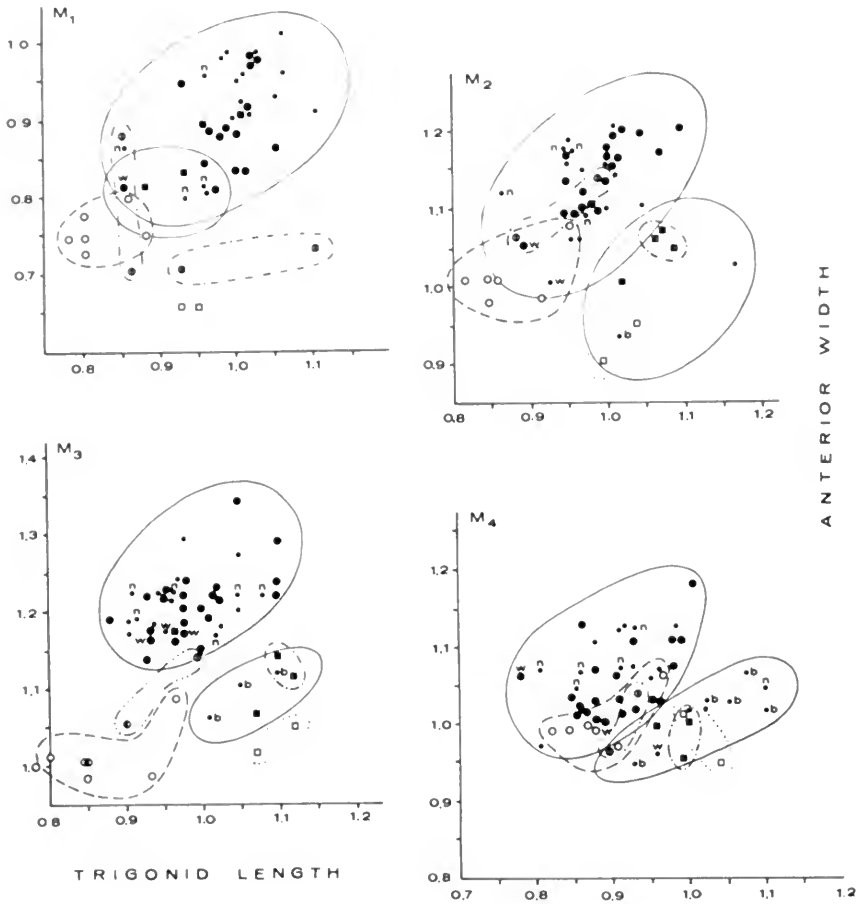 M1
1.0
0.9
0.8
0.7
0.8 0.9 1.0 1.1
n
n
w
n
n
M2
1.2
1.1
1.0
0.9
0.8 0.9 1.0 1.1 1.2
n n
n
n
w
w
b
ANTERIOR WIDTH
M3
1.4
1.3
1.2
1.1
1.0
0.8 0.9 1.0 1.1 1.2
n n n n
n
w
w w
n
b
b
b
TRIGONID LENGTH
M4
1.2
1.1
1.0
0.9
0.8
0.7 0.8 0.9 1.0 1.1 1.2
n n
w n n
n
n
w
w
b b
b
b